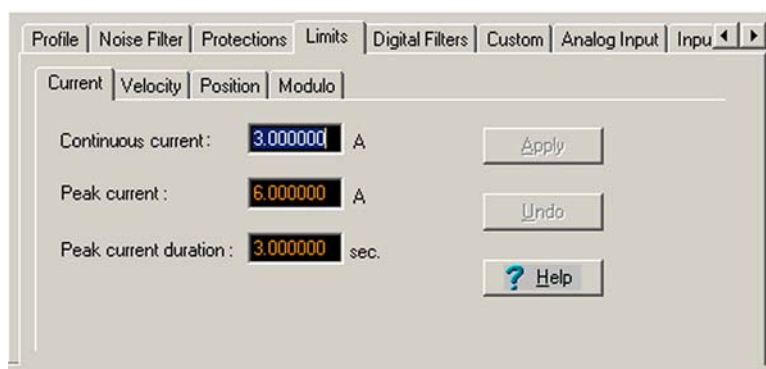 Profile Noise Filter Protections Limits Digital Filters Custom Analog Input Inpu
Current Velocity Position Modulo
Continuous current: 3.000000 A Apply
Peak current : 6.000000 A Undo
Peak current duration : 3.000000 sec.
? Help